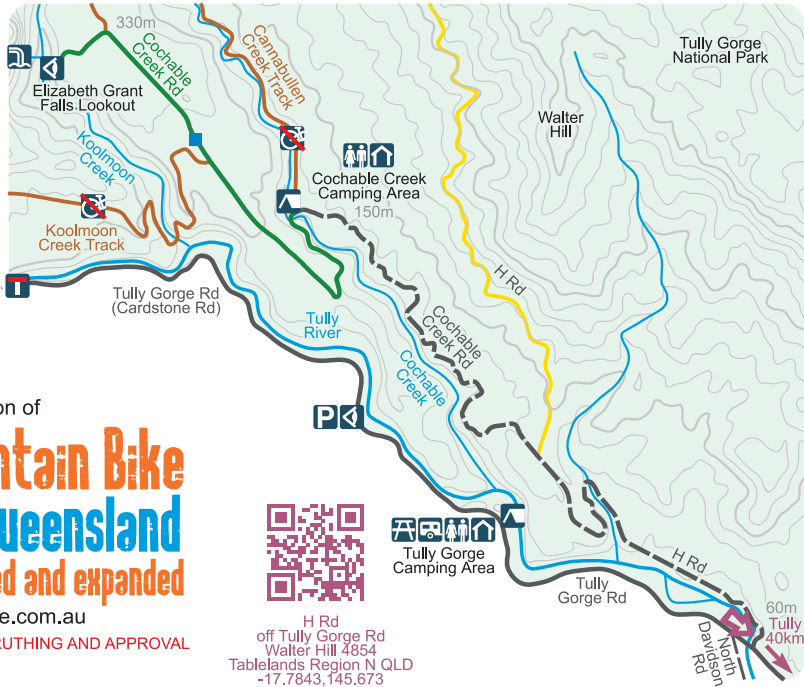 330m
Cochable
Creek Rd
Cannabullen
Creek Track
Tully Gorge
National Park
Elizabeth Grant
Falls Lookout
Walter
Hill
Koolmoon
Creek
Cochable Creek
Camping Area
150m
Koolmoon
Creek Track
H Rd
Tully Gorge Rd
(Cardstone Rd)
Tully
River
Cochable
Creek Rd
Cochable
Creek
P
on of
ntain Bike
ueensland
ed and expanded
e.com.au
RUTHING AND APPROVAL
Tully Gorge
Camping Area
H Rd
Tully
Gorge Rd
60m
Tully
40km
North
Davidson
Rd
H Rd
off Tully Gorge Rd
Walter Hill 4854
Tablelands Region N QLD
-17.7843,145.673